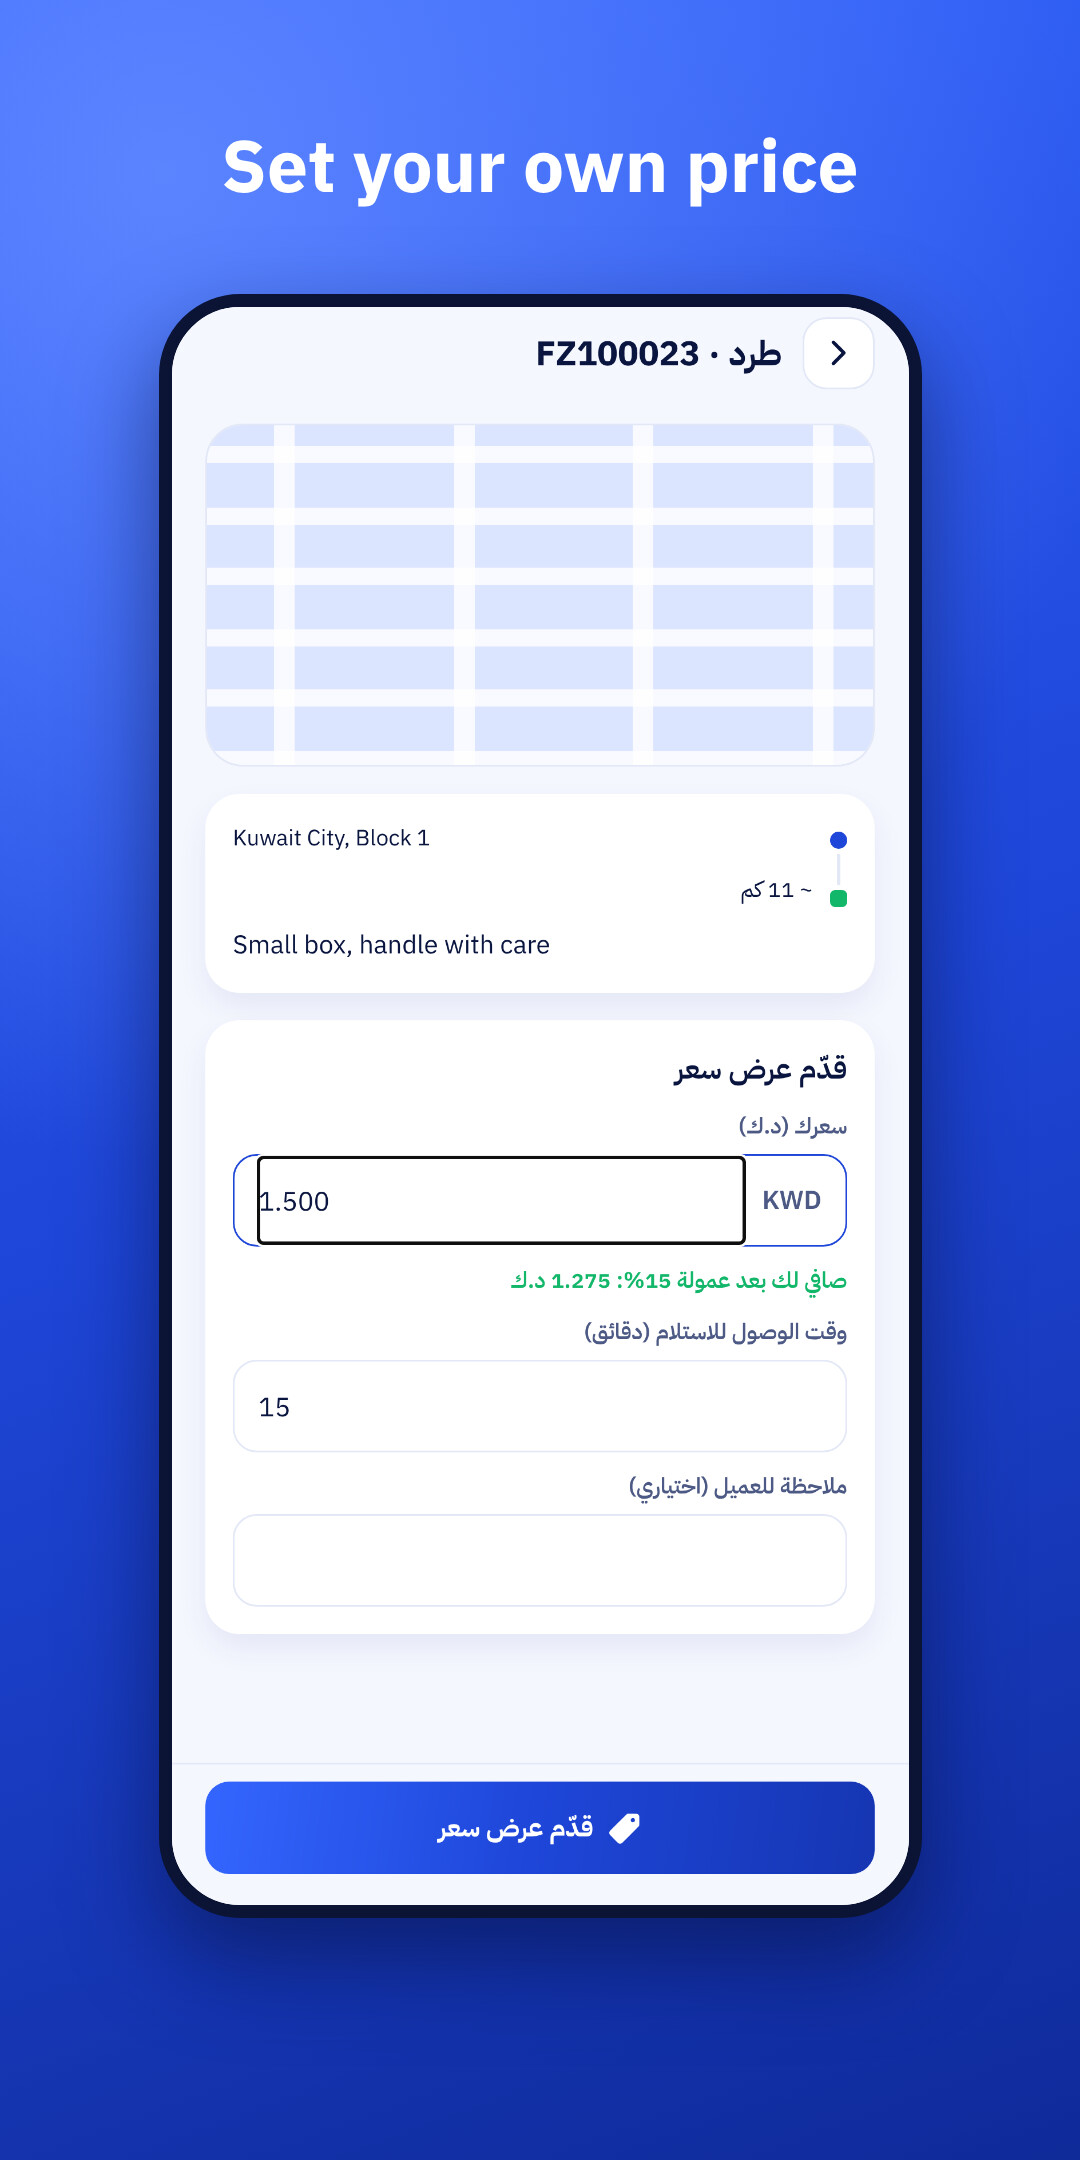 Set your own price
طرد · FZ100023
Kuwait City, Block 1
~ 11 كم
Small box, handle with care
قدّم عرض سعر
سعرك (د.ك)
KWD 1.500
صافي لك بعد عمولة 15%: 1.275 د.ك
وقت الوصول للاستلام (دقائق)
15
ملاحظة للعميل (اختياري)
قدّم عرض سعر